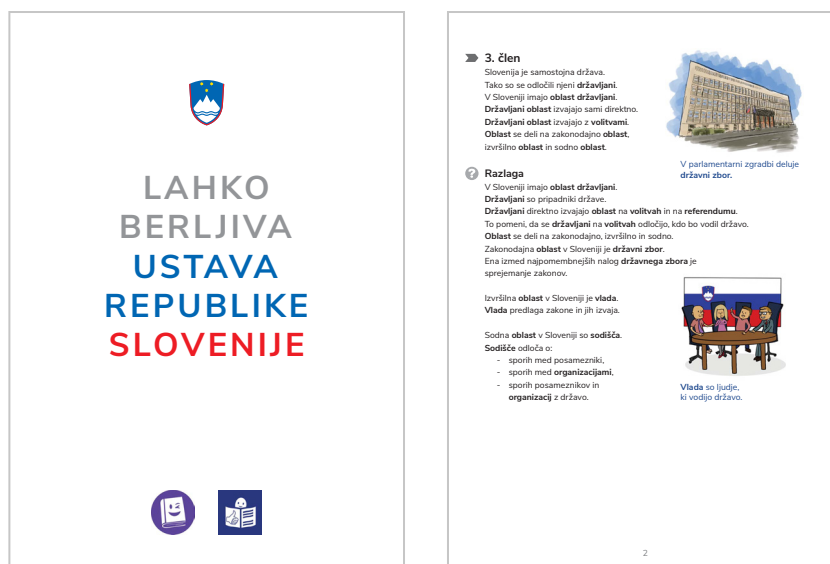 LAHKO
BERLJIVA
USTAVA
REPUBLIKE
SLOVENIJE
3. člen
Slovenija je samostojna država.
Tako so se odločili njeni državljani.
V Sloveniji imajo oblast državljani.
Državljani oblast izvajajo sami direktno.
Državljani oblast izvajajo z volitvami.
Oblast se deli na zakonodajno oblast,
izvršilno oblast in sodno oblast.
V parlamentarni zgradbi deluje
državni zbor.
Razlaga
V Sloveniji imajo oblast državljani.
Državljani so pripadniki države.
Državljani direktno izvajajo oblast na volitvah in na referendumu.
To pomeni, da se državljani na volitvah odločijo, kdo bo vodil državo.
Oblast se deli na zakonodajno, izvršilno in sodno.
Zakonodajna oblast v Sloveniji je državni zbor.
Ena izmed najpomembnejših nalog državnega zbora je
sprejemanje zakonov.
Izvršilna oblast v Sloveniji je vlada.
Vlada predlaga zakone in jih izvaja.
Sodna oblast v Sloveniji so sodišča.
Sodišče odloča o:
- sporih med posamezniki,
- sporih med organizacijami,
- sporih posameznikov in
organizacij z državo.
Vlada so ljudje,
ki vodijo državo.
2